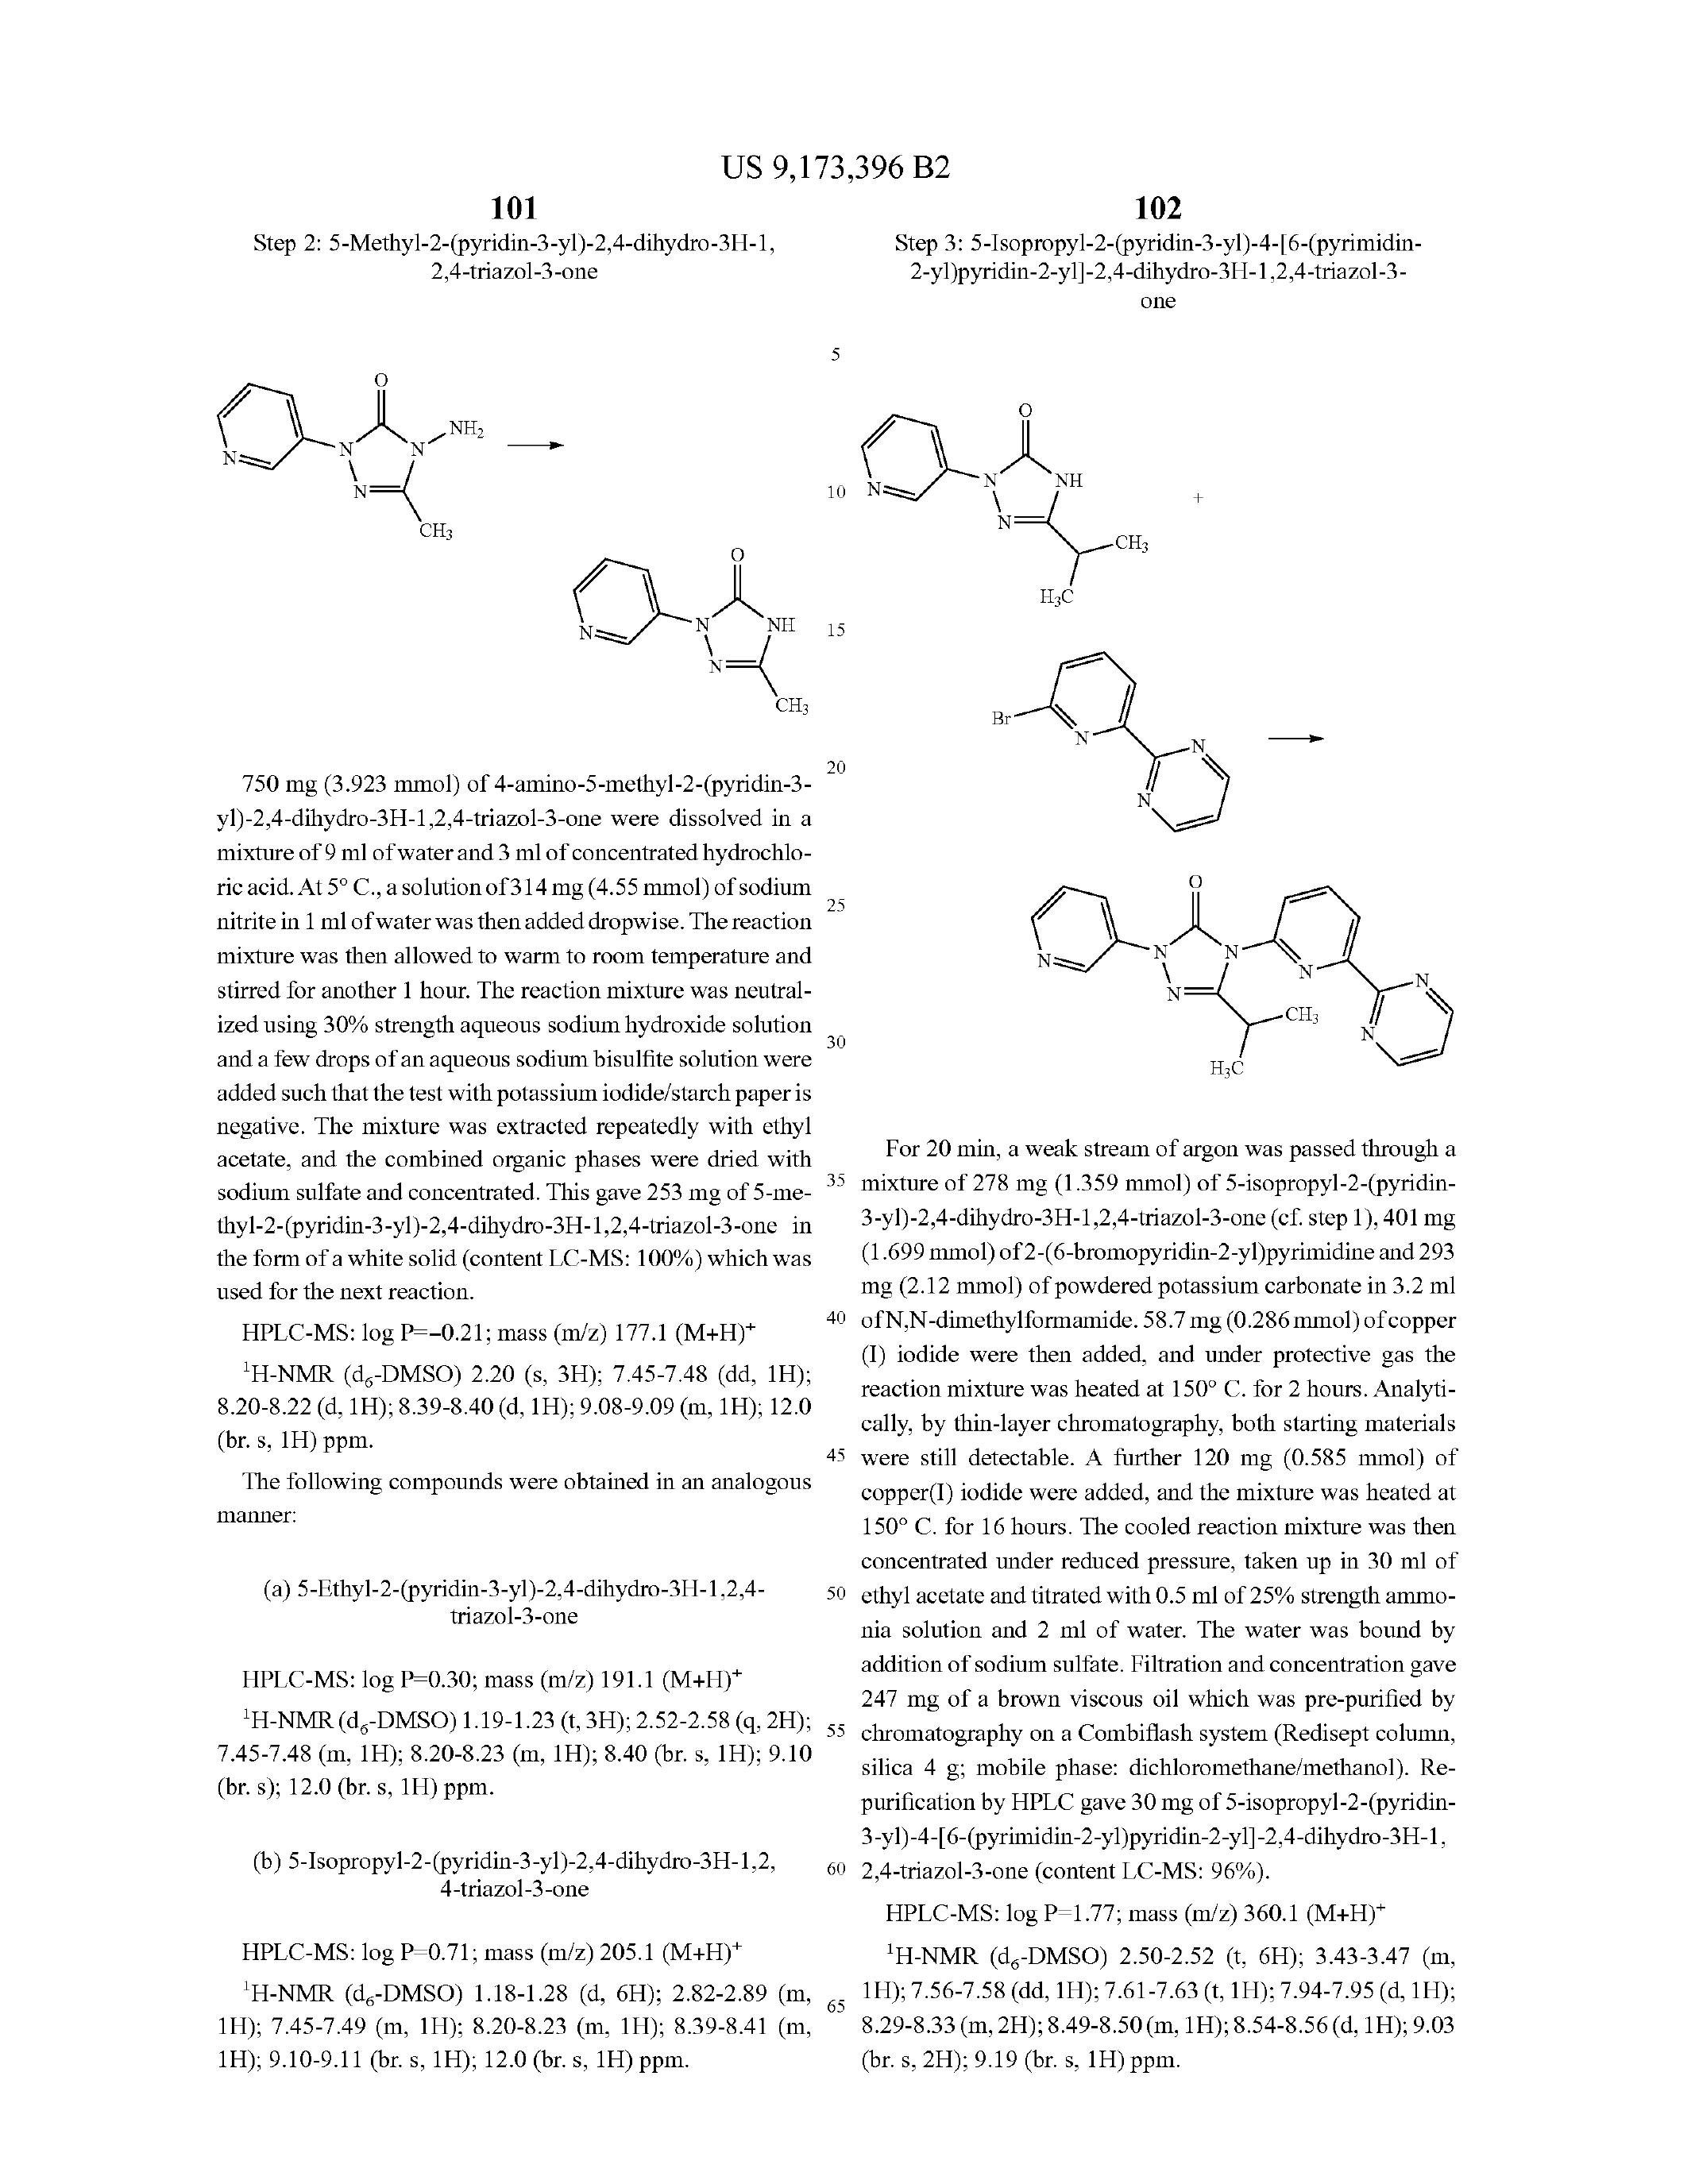 US 9,173,396 B2
101
Step 2: 5-Methyl-2-(pyridin-3-yl)-2,4-dihydro-3H-1,
2,4-triazol-3-one
O
N
N
NH2
N
N
CH3
O
N
N
NH
N
CH3
750 mg (3.923 mmol) of 4-amino-5-methyl-2-(pyridin-3-
yl)-2,4-dihydro-3H-1,2,4-triazol-3-one were dissolved in a
mixture of 9 ml of water and 3 ml of concentrated hydrochlo-
ric acid. At 5° C., a solution of 314 mg (4.55 mmol) of sodium
nitrite in 1 ml of water was then added dropwise. The reaction
mixture was then allowed to warm to room temperature and
stirred for another 1 hour. The reaction mixture was neutral-
ized using 30% strength aqueous sodium hydroxide solution
and a few drops of an aqueous sodium bisulfite solution were
added such that the test with potassium iodide/starch paper is
negative. The mixture was extracted repeatedly with ethyl
acetate, and the combined organic phases were dried with
sodium sulfate and concentrated. This gave 253 mg of 5-me-
thyl-2-(pyridin-3-yl)-2,4-dihydro-3H-1,2,4-triazol-3-one in
the form of a white solid (content LC-MS: 100%) which was
used for the next reaction.
HPLC-MS: log P=–0.21; mass (m/z) 177.1 (M+H)⁺
¹H-NMR (d₆-DMSO) 2.20 (s, 3H); 7.45-7.48 (dd, 1H);
8.20-8.22 (d, 1H); 8.39-8.40 (d, 1H); 9.08-9.09 (m, 1H); 12.0
(br. s, 1H) ppm.
The following compounds were obtained in an analogous
manner:
(a) 5-Ethyl-2-(pyridin-3-yl)-2,4-dihydro-3H-1,2,4-
triazol-3-one
HPLC-MS: log P=0.30; mass (m/z) 191.1 (M+H)⁺
¹H-NMR (d₆-DMSO) 1.19-1.23 (t, 3H); 2.52-2.58 (q, 2H);
7.45-7.48 (m, 1H); 8.20-8.23 (m, 1H); 8.40 (br. s, 1H); 9.10
(br. s); 12.0 (br. s, 1H) ppm.
(b) 5-Isopropyl-2-(pyridin-3-yl)-2,4-dihydro-3H-1,2,
4-triazol-3-one
HPLC-MS: log P=0.71; mass (m/z) 205.1 (M+H)⁺
¹H-NMR (d₆-DMSO) 1.18-1.28 (d, 6H); 2.82-2.89 (m,
1H); 7.45-7.49 (m, 1H); 8.20-8.23 (m, 1H); 8.39-8.41 (m,
1H); 9.10-9.11 (br. s, 1H); 12.0 (br. s, 1H) ppm.
5
10
15
20
25
30
35
40
45
50
55
60
65
102
Step 3: 5-Isopropyl-2-(pyridin-3-yl)-4-[6-(pyrimidin-
2-yl)pyridin-2-yl]-2,4-dihydro-3H-1,2,4-triazol-3-
one
O
N
N
NH
+
N
CH3
H3C
Br
N
N
N
O
N
N
N
N
N
N
CH3
N
H3C
For 20 min, a weak stream of argon was passed through a
mixture of 278 mg (1.359 mmol) of 5-isopropyl-2-(pyridin-
3-yl)-2,4-dihydro-3H-1,2,4-triazol-3-one (cf. step 1), 401 mg
(1.699 mmol) of 2-(6-bromopyridin-2-yl)pyrimidine and 293
mg (2.12 mmol) of powdered potassium carbonate in 3.2 ml
of N,N-dimethylformamide. 58.7 mg (0.286 mmol) of copper
(I) iodide were then added, and under protective gas the
reaction mixture was heated at 150° C. for 2 hours. Analyti-
cally, by thin-layer chromatography, both starting materials
were still detectable. A further 120 mg (0.585 mmol) of
copper(I) iodide were added, and the mixture was heated at
150° C. for 16 hours. The cooled reaction mixture was then
concentrated under reduced pressure, taken up in 30 ml of
ethyl acetate and titrated with 0.5 ml of 25% strength ammo-
nia solution and 2 ml of water. The water was bound by
addition of sodium sulfate. Filtration and concentration gave
247 mg of a brown viscous oil which was pre-purified by
chromatography on a Combiflash system (Redisept column,
silica 4 g; mobile phase: dichloromethane/methanol). Re-
purification by HPLC gave 30 mg of 5-isopropyl-2-(pyridin-
3-yl)-4-[6-(pyrimidin-2-yl)pyridin-2-yl]-2,4-dihydro-3H-1,
2,4-triazol-3-one (content LC-MS: 96%).
HPLC-MS: log P=1.77; mass (m/z) 360.1 (M+H)⁺
¹H-NMR (d₆-DMSO) 2.50-2.52 (t, 6H); 3.43-3.47 (m,
1H); 7.56-7.58 (dd, 1H); 7.61-7.63 (t, 1H); 7.94-7.95 (d, 1H);
8.29-8.33 (m, 2H); 8.49-8.50 (m, 1H); 8.54-8.56 (d, 1H); 9.03
(br. s, 2H); 9.19 (br. s, 1H) ppm.